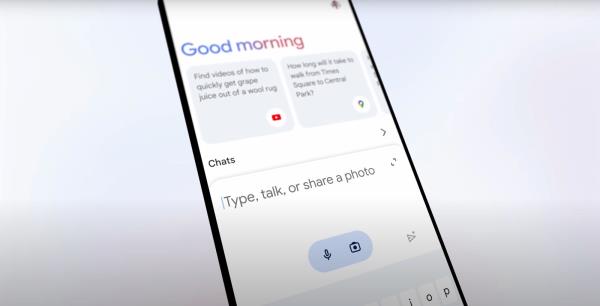 Good morning
Find videos of how to
quickly get grape
juice out of a wool rug
How long will it take to
walk from Times
Square to Central
Park?
Chats
Type, talk, or share a photo
i o p